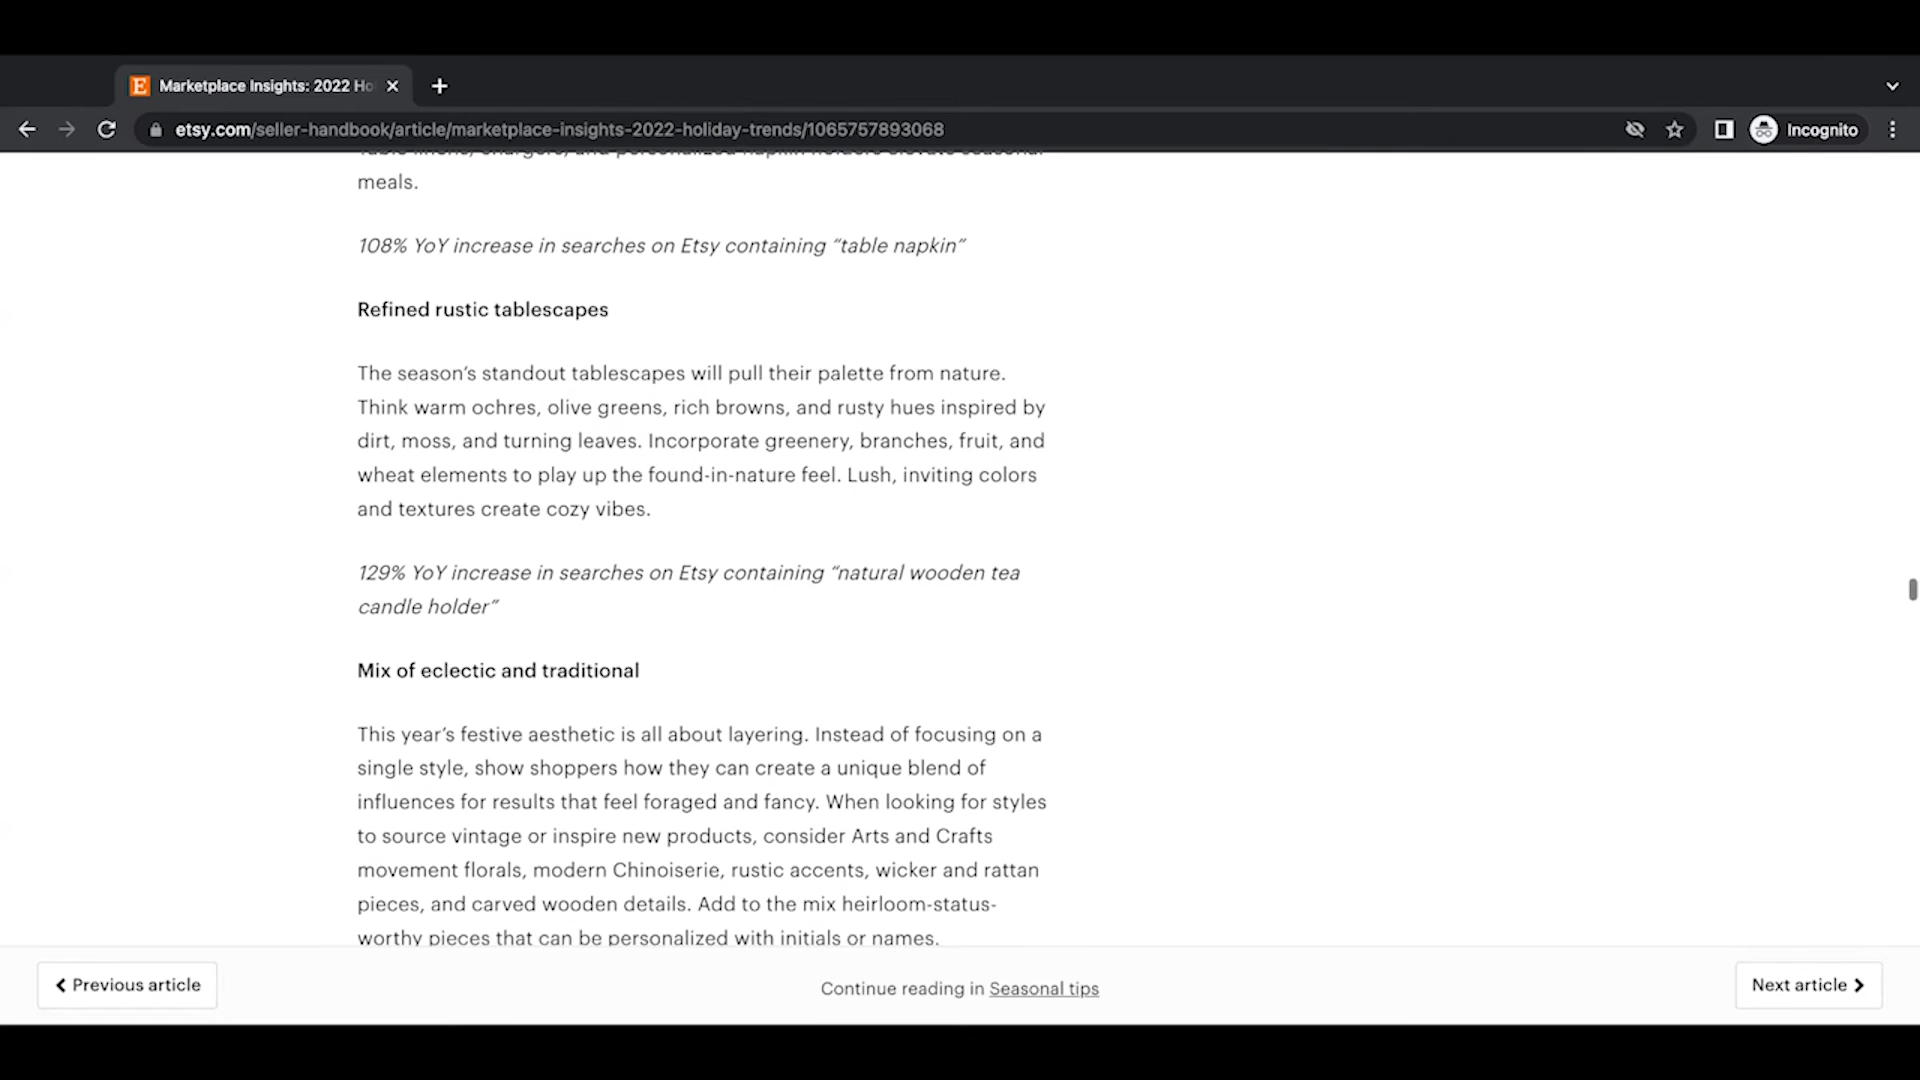 Marketplace Insights: 2022 Ho
etsy.com/seller-handbook/article/marketplace-insights-2022-holiday-trends/1065757893068
Incognito
table linens, chargers, and personalized napkin holders elevate seasonal
meals.
108% YoY increase in searches on Etsy containing “table napkin”
Refined rustic tablescapes
The season’s standout tablescapes will pull their palette from nature.
Think warm ochres, olive greens, rich browns, and rusty hues inspired by
dirt, moss, and turning leaves. Incorporate greenery, branches, fruit, and
wheat elements to play up the found-in-nature feel. Lush, inviting colors
and textures create cozy vibes.
129% YoY increase in searches on Etsy containing “natural wooden tea
candle holder”
Mix of eclectic and traditional
This year’s festive aesthetic is all about layering. Instead of focusing on a
single style, show shoppers how they can create a unique blend of
influences for results that feel foraged and fancy. When looking for styles
to source vintage or inspire new products, consider Arts and Crafts
movement florals, modern Chinoiserie, rustic accents, wicker and rattan
pieces, and carved wooden details. Add to the mix heirloom-status-
worthy pieces that can be personalized with initials or names.
Previous article
Continue reading in Seasonal tips
Next article